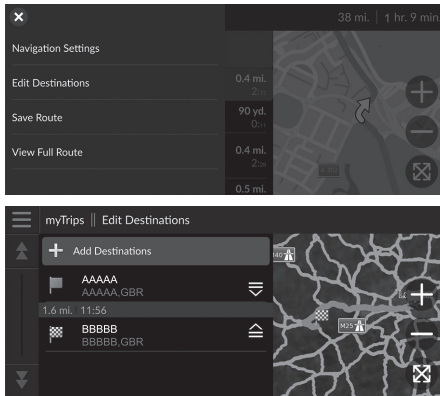 38 mi. | 1 hr. 9 min.
Navigation Settings
Edit Destinations
0.4 mi.
Save Route
90 yd.
View Full Route
0.4 mi.
0.5 mi.
myTrips || Edit Destinations
Add Destinations
AAAAA
AAAAA,GBR
1.6 mi. 11:56
BBBBB
BBBBB,GBR
M25